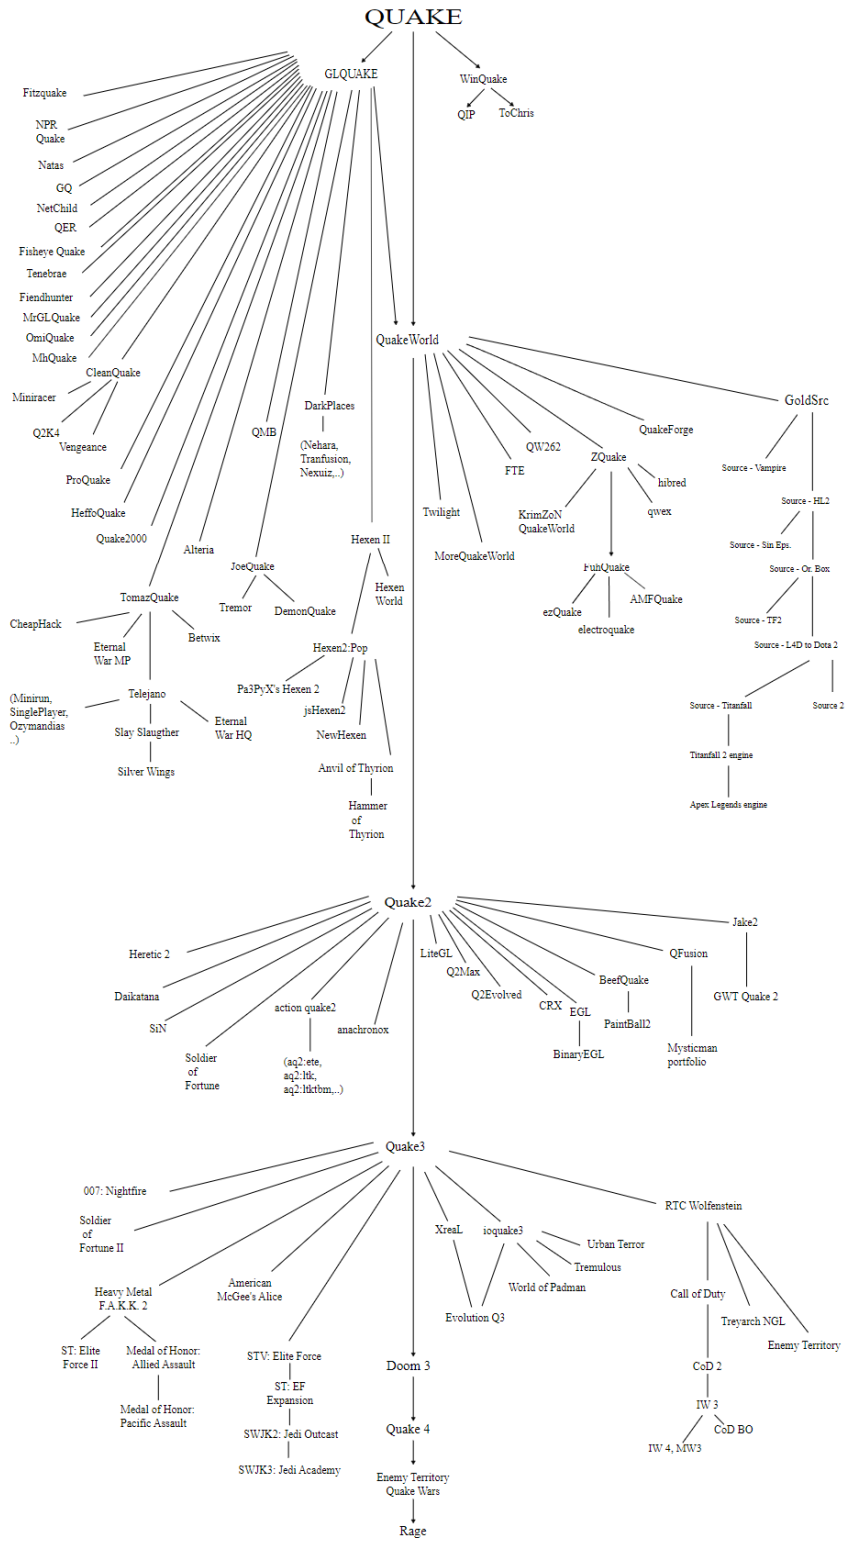 QUAKE
GLQUAKE
WinQuake
QIP
ToChris
Fitzquake
NPR
Quake
Natas
GQ
NetChild
QER
Fisheye Quake
Tenebrae
Fiendhunter
MrGLQuake
OmiQuake
MhQuake
CleanQuake
Miniracer
Q2K4
Vengeance
ProQuake
HeffoQuake
Quake2000
Alteria
QMB
DarkPlaces
(Nehara,
Tranfusion,
Nexuiz,..)
JoeQuake
Tremor
DemonQuake
TomazQuake
CheapHack
Eternal
War MP
Betwix
Telejano
(Minirun,
SinglePlayer,
Ozymandias
..)
Slay Slaugther
Silver Wings
Eternal
War HQ
Hexen II
Hexen
World
Hexen2:Pop
Pa3PyX's Hexen 2
jsHexen2
NewHexen
Anvil of Thyrion
Hammer
of
Thyrion
QuakeWorld
Twilight
MoreQuakeWorld
FTE
QW262
ZQuake
KrimZoN
QuakeWorld
hibred
qwex
FuhQuake
ezQuake
electroquake
AMFQuake
QuakeForge
GoldSrc
Source - Vampire
Source - HL2
Source - Sin Eps.
Source - Or. Box
Source - TF2
Source - L4D to Dota 2
Source - Titanfall
Source 2
Titanfall 2 engine
Apex Legends engine
Quake2
Heretic 2
Daikatana
SiN
Soldier
of
Fortune
action quake2
(aq2:ete,
aq2:ltk,
aq2:ltktbm,..)
anachronox
LiteGL
Q2Max
Q2Evolved
CRX
EGL
BinaryEGL
BeefQuake
PaintBall2
QFusion
Mysticman
portfolio
Jake2
GWT Quake 2
Quake3
007: Nightfire
Soldier
of
Fortune II
Heavy Metal
F.A.K.K. 2
ST: Elite
Force II
Medal of Honor:
Allied Assault
Medal of Honor:
Pacific Assault
American
McGee's Alice
STV: Elite Force
ST: EF
Expansion
SWJK2: Jedi Outcast
SWJK3: Jedi Academy
XreaL
ioquake3
Urban Terror
Tremulous
World of Padman
Evolution Q3
RTC Wolfenstein
Call of Duty
Treyarch NGL
Enemy Territory
CoD 2
IW 3
CoD BO
IW 4, MW3
Doom 3
Quake 4
Enemy Territory
Quake Wars
Rage